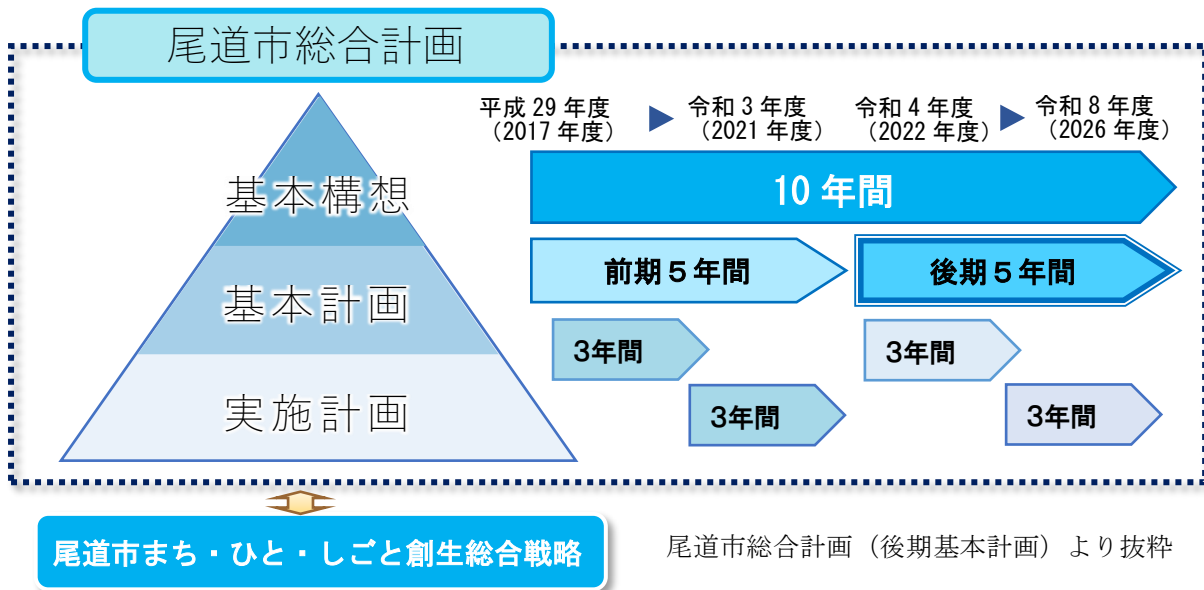 尾道市総合計画
平成 29 年度
（2017 年度）
令和 3 年度
（2021 年度）
令和 4 年度
（2022 年度）
令和 8 年度
（2026 年度）
基本構想
10 年間
基本計画
前期５年間
後期５年間
実施計画
3年間
3年間
3年間
3年間
尾道市まち・ひと・しごと創生総合戦略
尾道市総合計画（後期基本計画）より抜粋